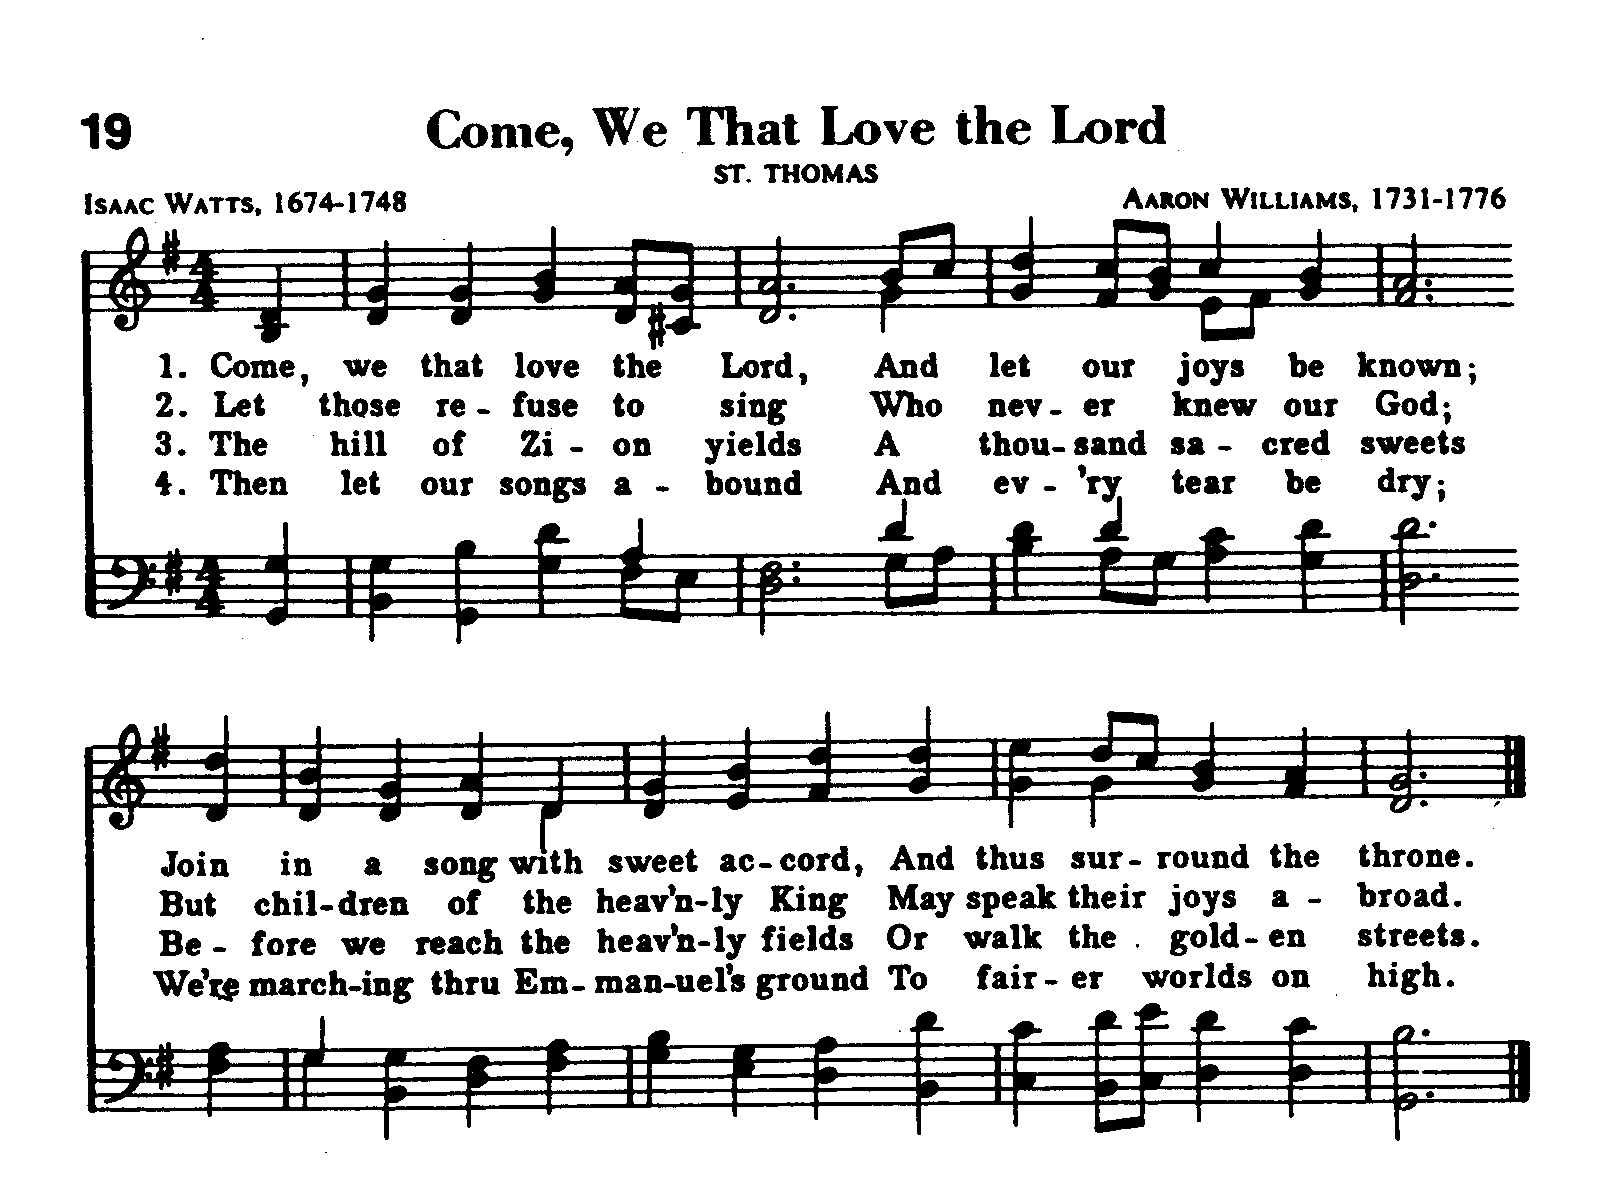 19
Come, We That Love the Lord
ST. THOMAS
ISAAC WATTS, 1674-1748
AARON WILLIAMS, 1731-1776
1. Come, we that love the Lord, And let our joys be known;
2. Let those re - fuse to sing Who nev - er knew our God;
3. The hill of Zi - on yields A thou - sand sa - cred sweets
4. Then let our songs a - bound And ev - 'ry tear be dry;
Join in a song with sweet ac - cord, And thus sur - round the throne.
But chil - dren of the heav'n - ly King May speak their joys a - broad.
Be - fore we reach the heav'n - ly fields Or walk the gold - en streets.
We're march - ing thru Em - man - uel's ground To fair - er worlds on high.